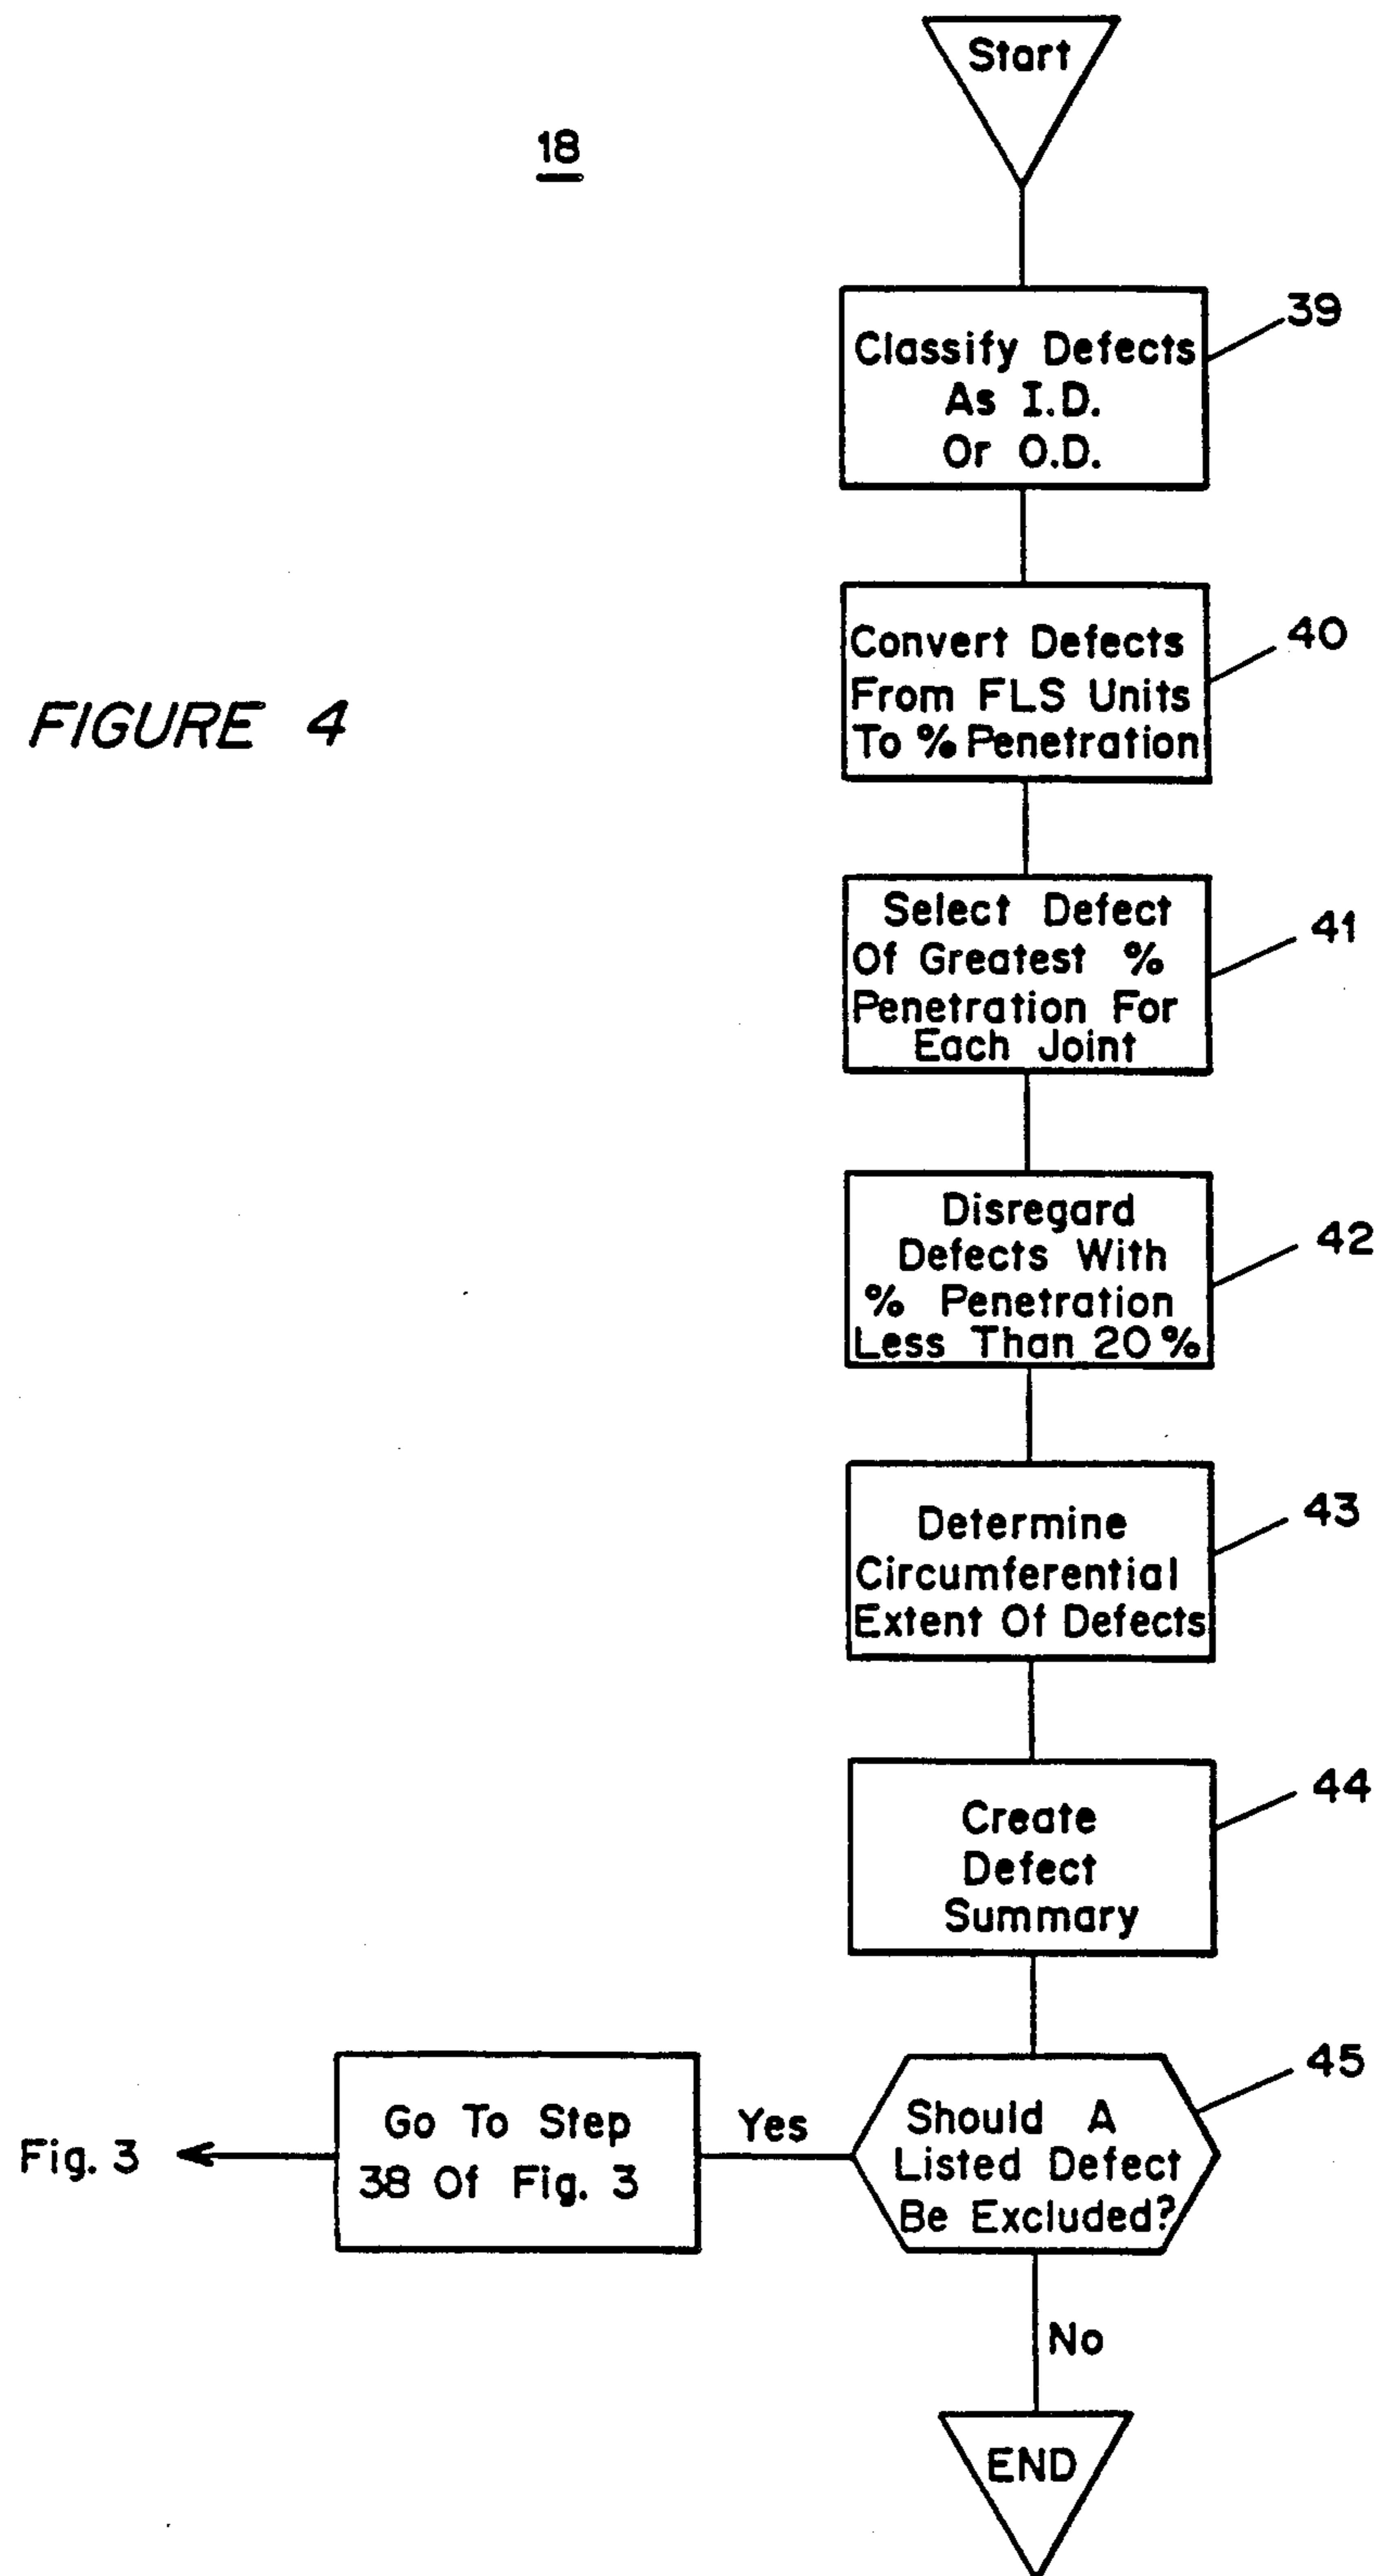 Start
18
39
Classify Defects
As I.D.
Or O.D.
40
Convert Defects
From FLS Units
To % Penetration
FIGURE 4
41
Select Defect
Of Greatest %
Penetration For
Each Joint
42
Disregard
Defects With
% Penetration
Less Than 20%
43
Determine
Circumferential
Extent Of Defects
44
Create
Defect
Summary
45
Should A
Listed Defect
Be Excluded?
Yes
Go To Step
38 Of Fig. 3
Fig. 3
No
END